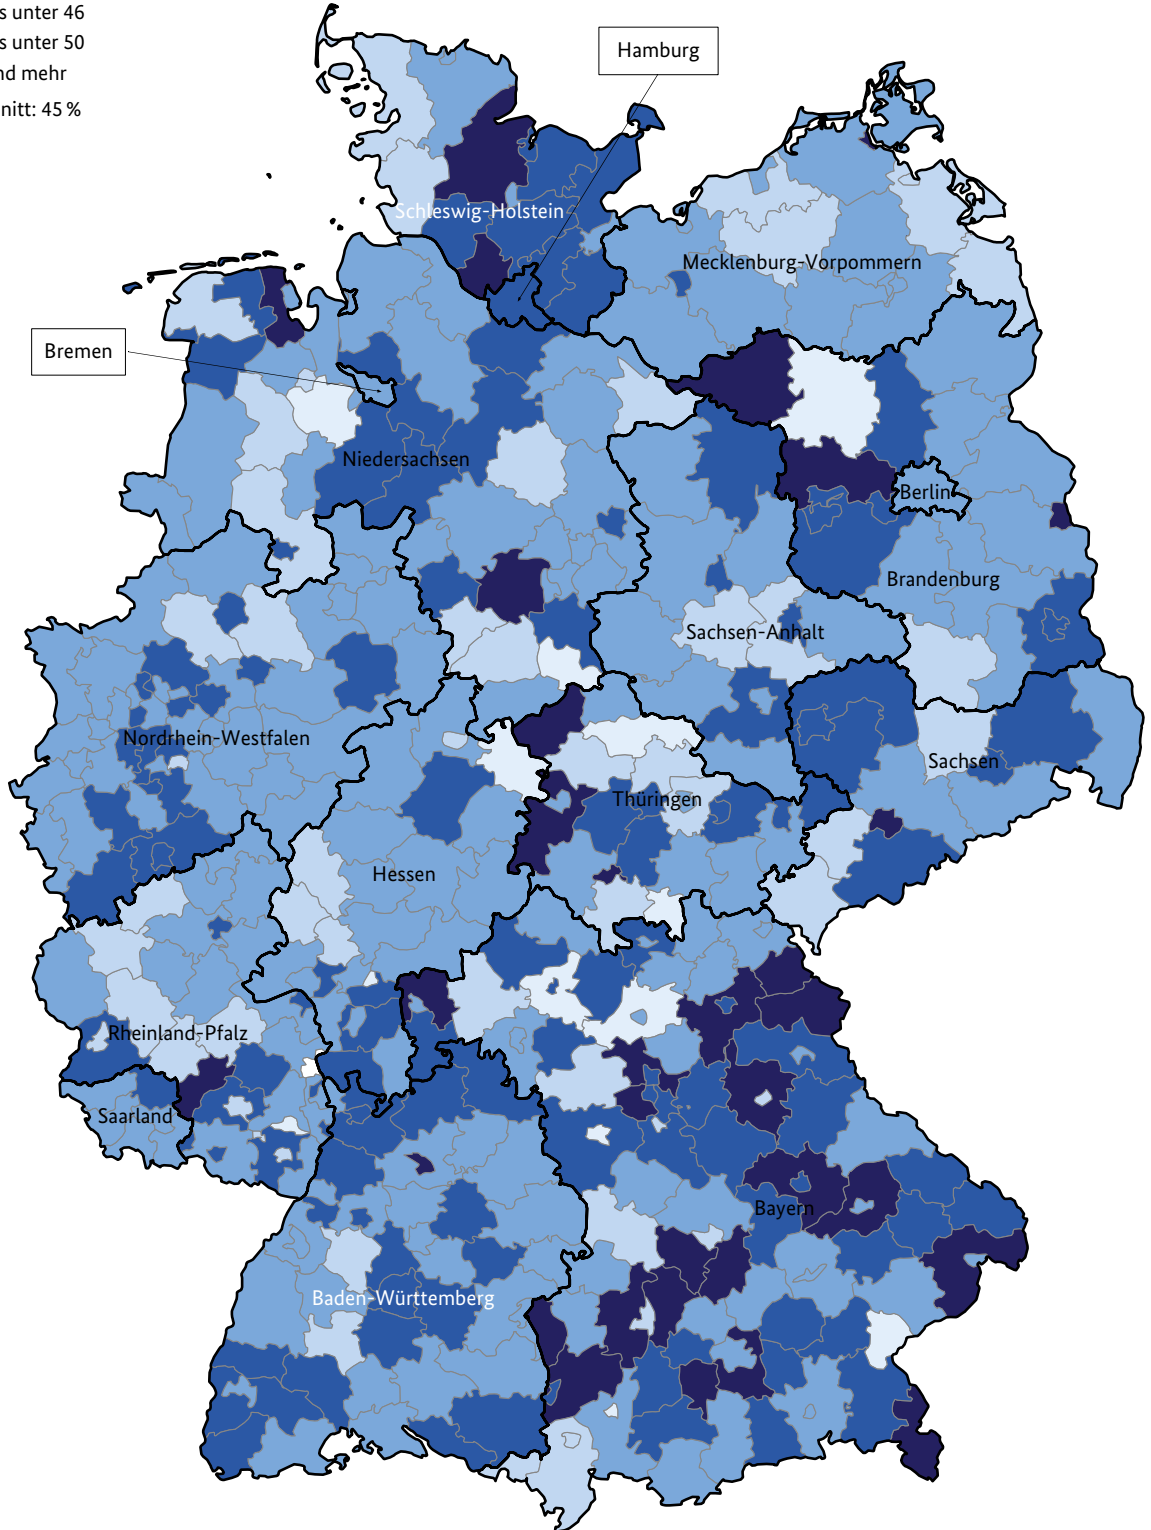 s unter 46
s unter 50
nd mehr
nitt: 45 %
Hamburg
Schleswig-Holstein
Mecklenburg-Vorpommern
Bremen
Niedersachsen
Berlin
Brandenburg
Sachsen-Anhalt
Nordrhein-Westfalen
Sachsen
Thüringen
Hessen
Rheinland-Pfalz
Saarland
Bayern
Baden-Württemberg